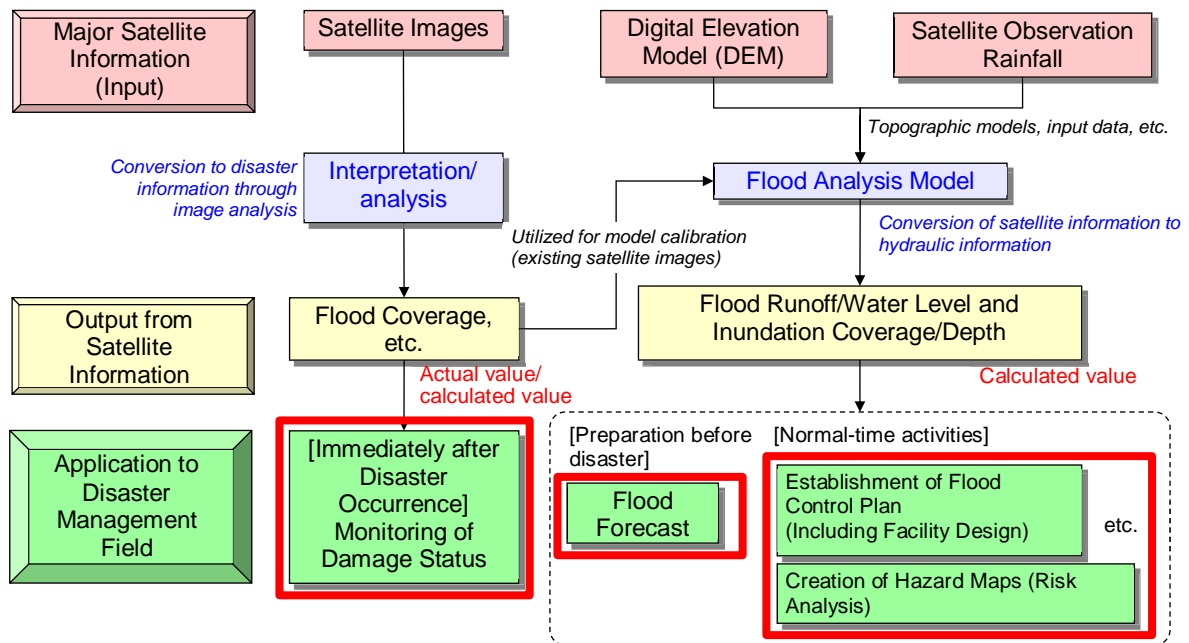 Major Satellite
Information
(Input)
Satellite Images
Digital Elevation
Model (DEM)
Satellite Observation
Rainfall
Topographic models, input data, etc.
Conversion to disaster
information through
image analysis
Interpretation/
analysis
Flood Analysis Model
Utilized for model calibration
(existing satellite images)
Conversion of satellite information to
hydraulic information
Output from
Satellite
Information
Flood Coverage,
etc.
Flood Runoff/Water Level and
Inundation Coverage/Depth
Actual value/
calculated value
Calculated value
Application to
Disaster
Management
Field
[Immediately after
Disaster
Occurrence]
Monitoring of
Damage Status
[Preparation before
disaster]
Flood
Forecast
[Normal-time activities]
Establishment of Flood
Control Plan
(Including Facility Design)
etc.
Creation of Hazard Maps (Risk
Analysis)